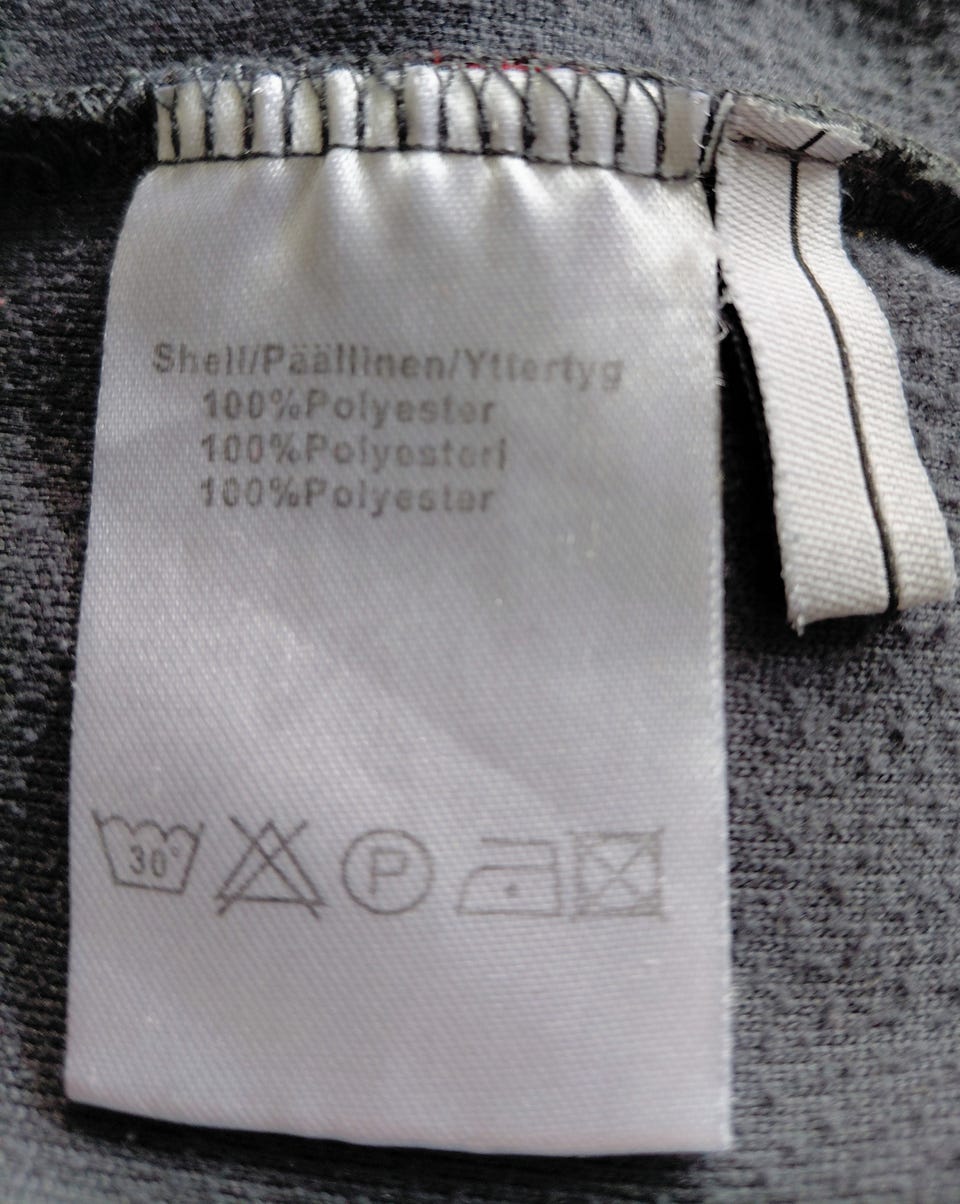 Shell/Päällinen/Yttertyg
100%Polyester
100%Polyesteri
100%Polyester
30°
P